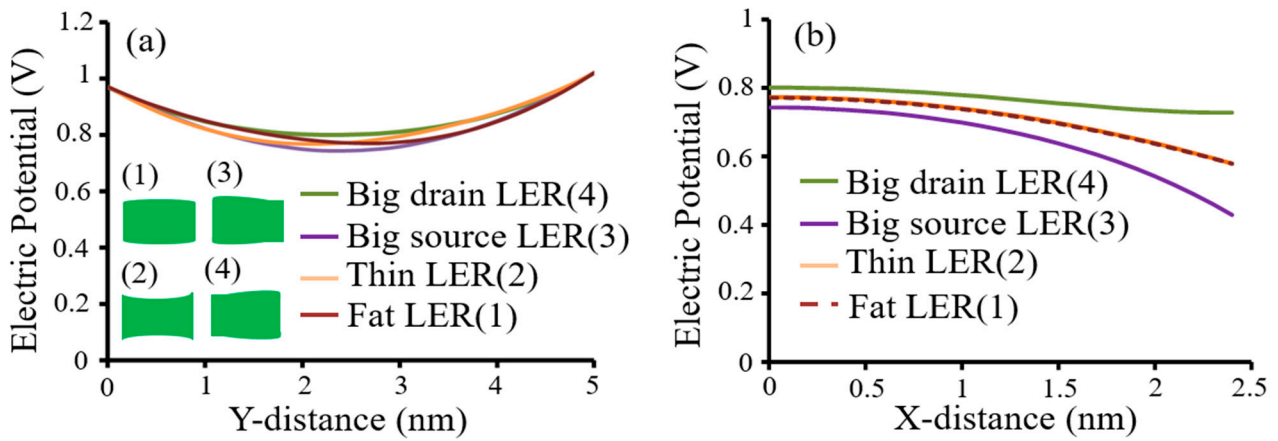 (a)
Electric Potential (V)
1.2
1
0.8
0.6
0.4
0.2
0
(1)
(3)
(2)
(4)
Big drain LER(4)
Big source LER(3)
Thin LER(2)
Fat LER(1)
0
1
2
3
4
5
Y-distance (nm)
(b)
Electric Potential (V)
1
0.8
0.6
0.4
0.2
0
Big drain LER(4)
Big source LER(3)
Thin LER(2)
Fat LER(1)
0
0.5
1
1.5
2
2.5
X-distance (nm)